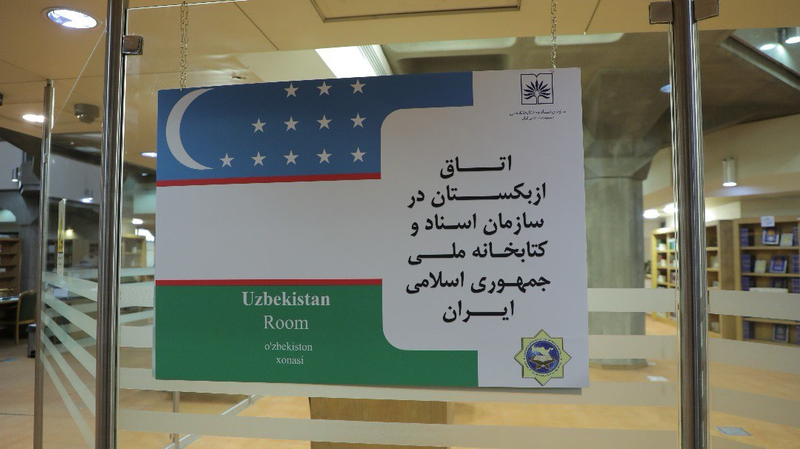 Uzbekistan
Room
o'zbekiston
xonasi
اتاق
ازبکستان در
سازمان اسناد و
کتابخانه ملی
جمهوری اسلامی
ایران